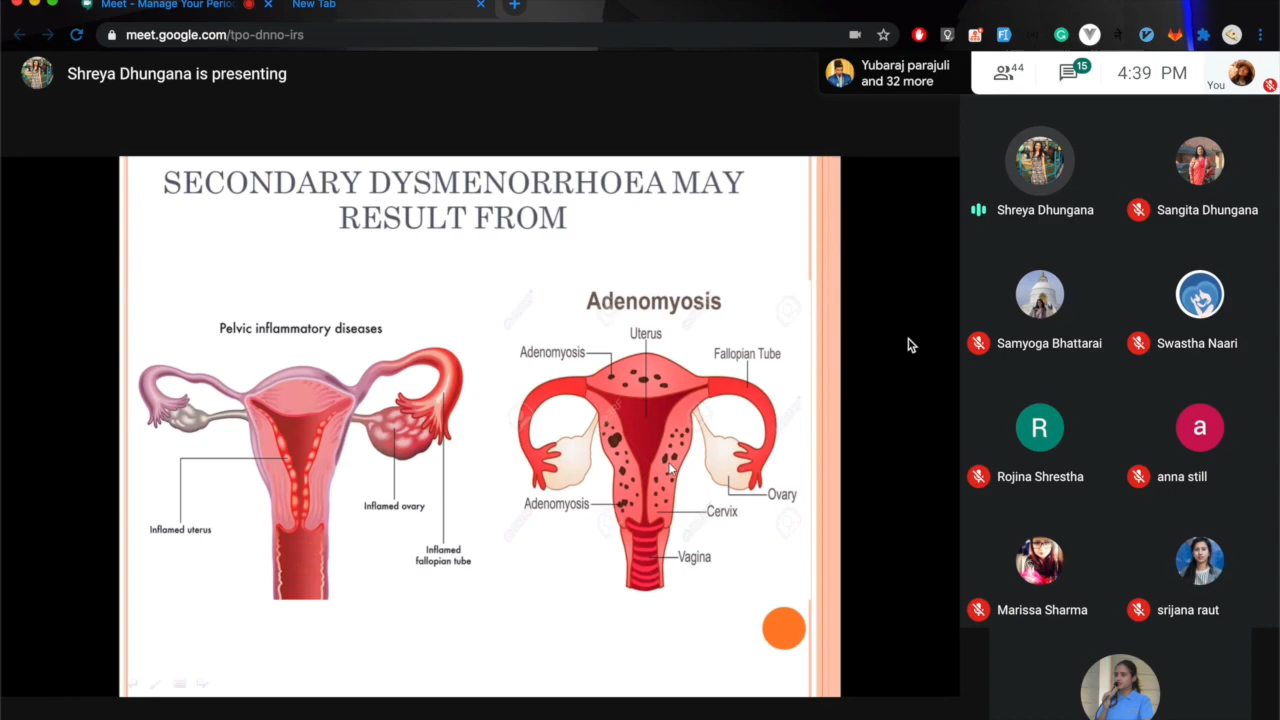 Meet - Manage Your Perio
New Tab
meet.google.com/tpo-dnno-irs
Shreya Dhungana is presenting
Yubaraj parajuli
and 32 more
44
15
4:39 PM
You
SECONDARY DYSMENORRHOEA MAY
RESULT FROM
Pelvic inflammatory diseases
Inflamed uterus
Inflamed ovary
Inflamed
fallopian tube
Adenomyosis
Uterus
Adenomyosis
Fallopian Tube
Adenomyosis
Ovary
Cervix
Vagina
Shreya Dhungana
Sangita Dhungana
Samyoga Bhattarai
Swastha Naari
R
a
Rojina Shrestha
anna still
Marissa Sharma
srijana raut